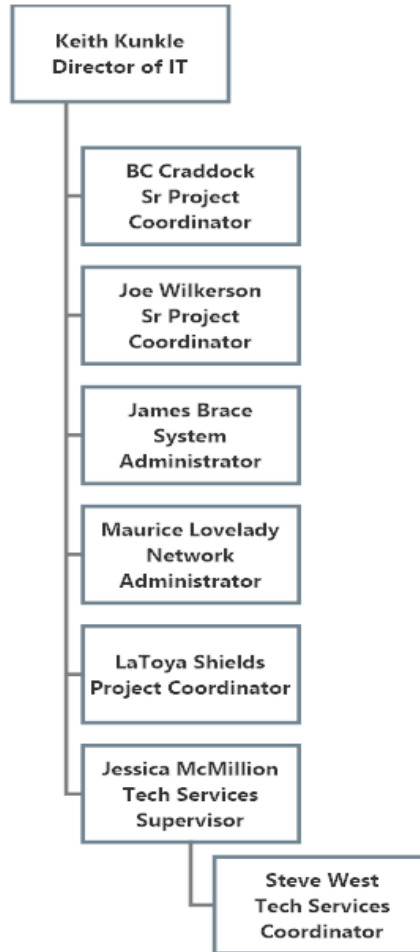 Keith Kunkle
Director of IT
BC Craddock
Sr Project
Coordinator
Joe Wilkerson
Sr Project
Coordinator
James Brace
System
Administrator
Maurice Lovelady
Network
Administrator
LaToya Shields
Project Coordinator
Jessica McMillion
Tech Services
Supervisor
Steve West
Tech Services
Coordinator